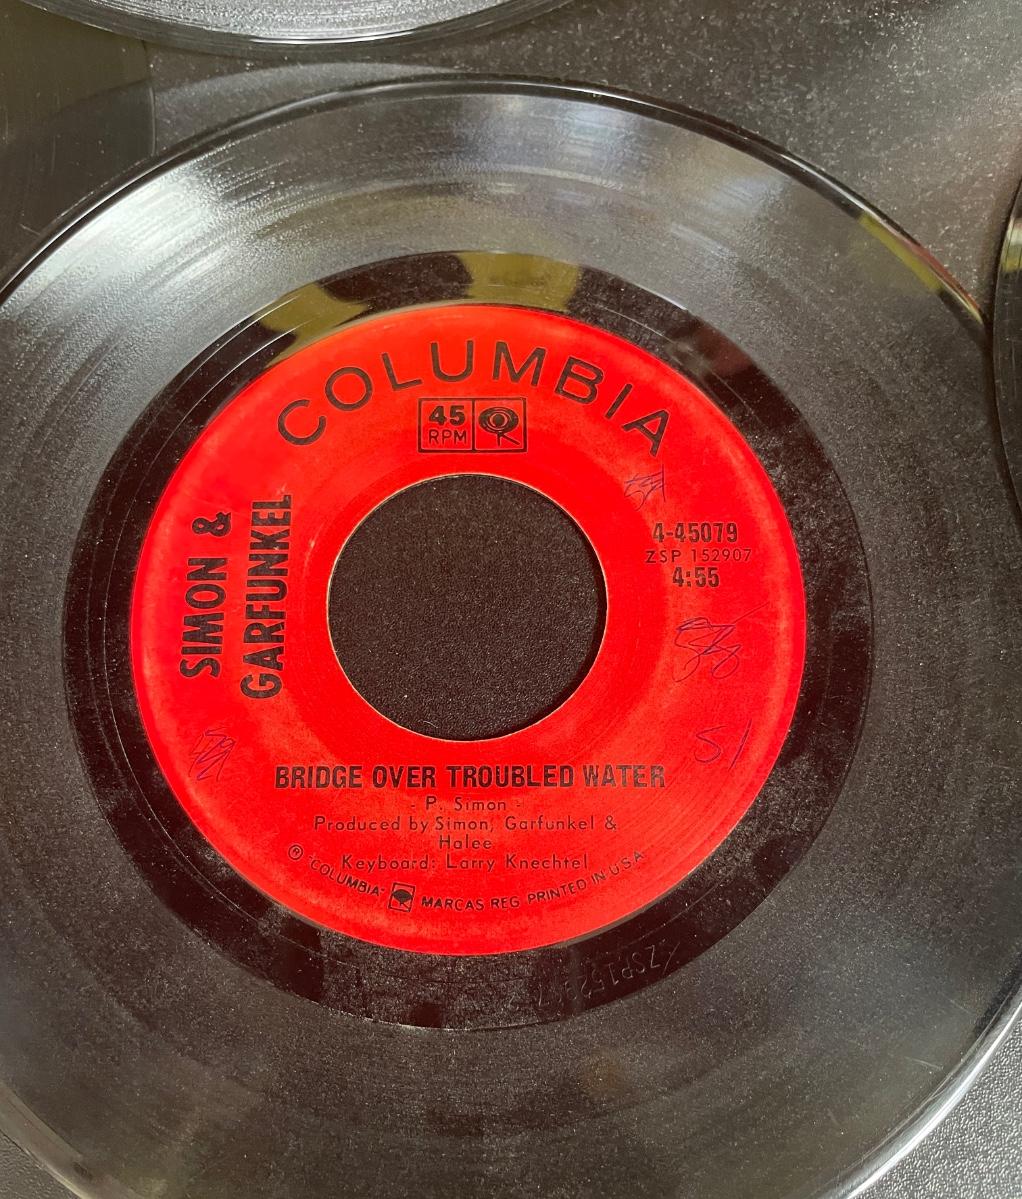 COLUMBIA
45
RPM
SIMON &
GARFUNKEL
4-45079
ZSP 152907
4:55
51
BRIDGE OVER TROUBLED WATER
- P. Simon -
Produced by Simon, Garfunkel &
Halee
Keyboard: Larry Knechtel
® "COLUMBIA" MARCAS REG. PRINTED IN U.S.A.